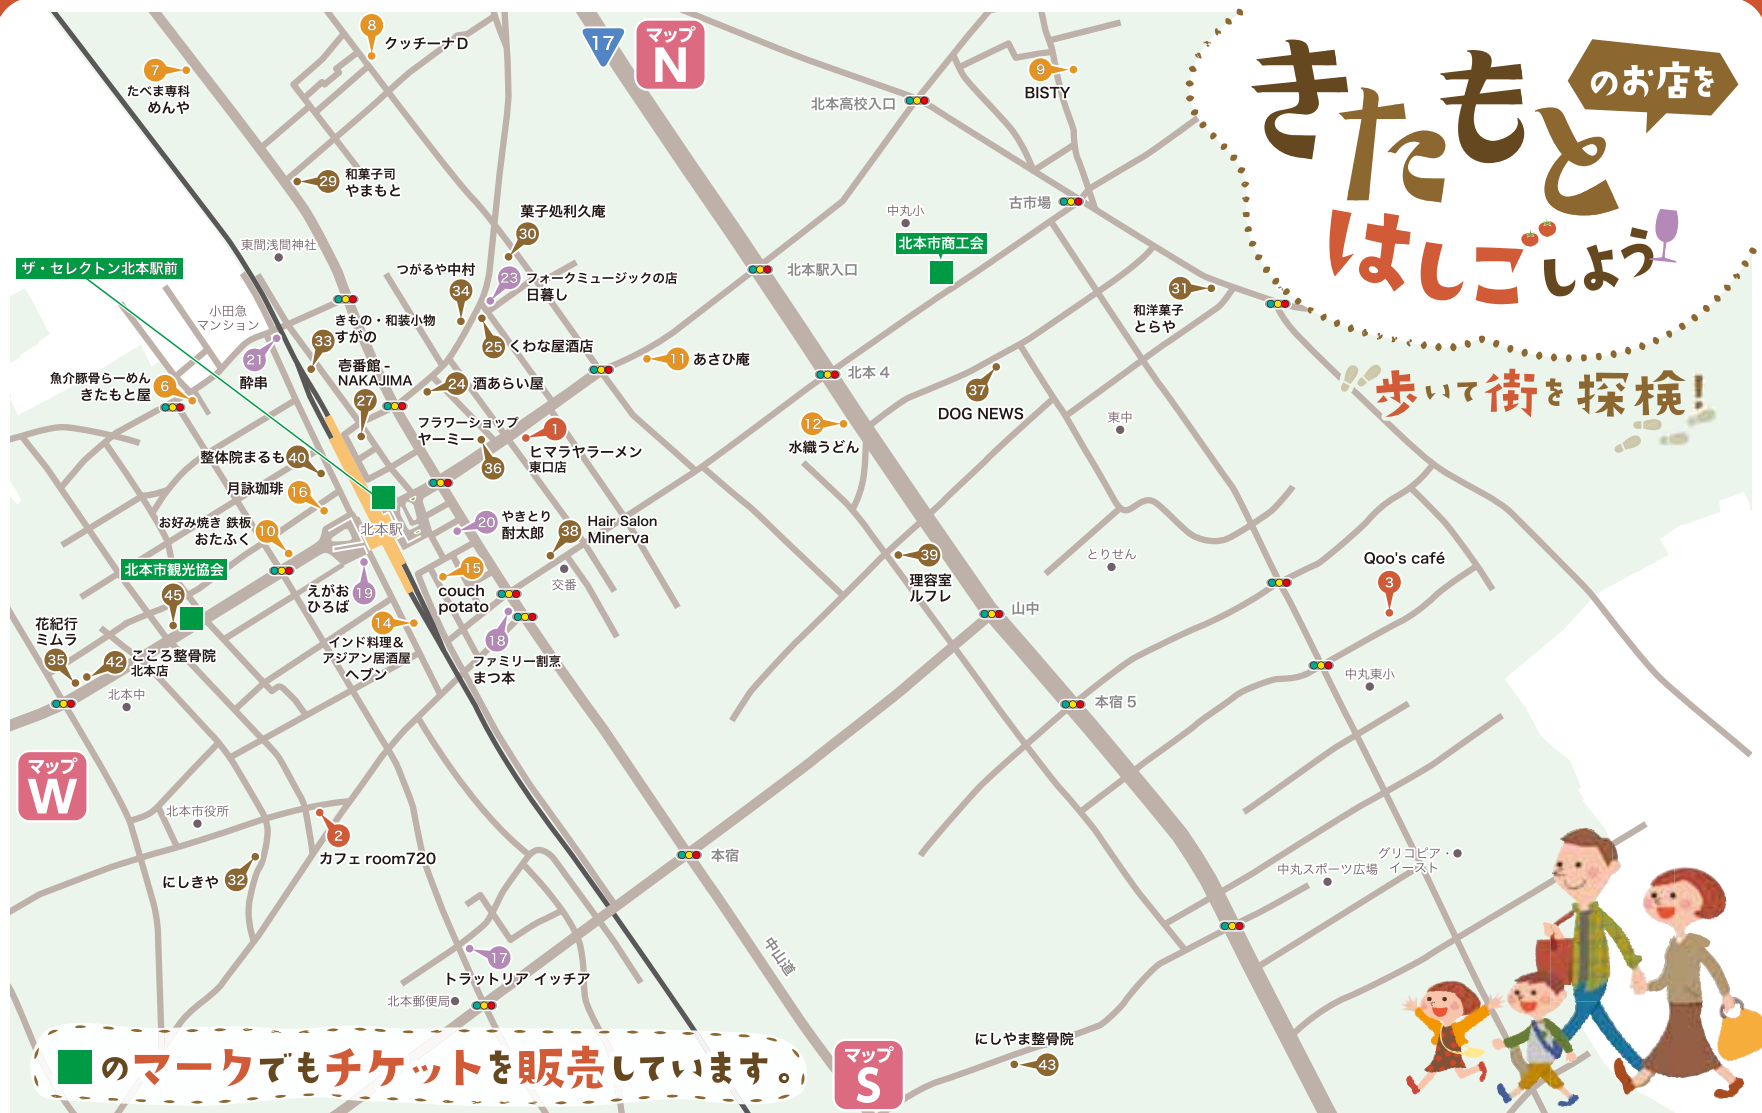 きたもと
のお店を
はしごしよう
歩いて街を探検!
8
クッチーナD
7
たべま専科
めんや
17
マップ
N
9
BISTY
北本高校入口
古市場
中丸小
北本市商工会
29
和菓子司
やまもと
菓子処利久庵
30
東間浅間神社
ザ・セレクトン北本駅前
つがるや中村
34
23
フォークミュージックの店
日暮し
北本駅入口
31
和洋菓子
とらや
小田急
マンション
きもの・和装小物
33
すがの
25
くわな屋酒店
21
酔串
壱番館 -
NAKAJIMA
11
あさひ庵
北本 4
魚介豚骨らーめん
きたもと屋
6
27
24
酒あらい屋
37
DOG NEWS
フラワーショップ
ヤーミー
36
1
ヒマラヤラーメン
東口店
12
水織うどん
東中
整体院まるも
40
月詠珈琲
16
お好み焼き 鉄板
おたふく
10
北本駅
20
やきとり
酎太郎
38
Hair Salon
Minerva
39
理容室
ルフレ
とりせん
Qoo's café
3
北本市観光協会
45
えがお
ひろば
19
15
couch
potato
交番
山中
花紀行
ミムラ
35
42
こころ整骨院
北本店
14
インド料理&
アジアン居酒屋
ヘブン
18
ファミリー割烹
まつ本
北本中
中丸東小
本宿 5
マップ
W
北本市役所
2
カフェ room720
本宿
にしきや
32
グリコピア・
イースト
中丸スポーツ広場
17
トラットリア イッチア
中山道
北本郵便局
にしやま整骨院
43
マップ
S
のマークでもチケットを販売しています。